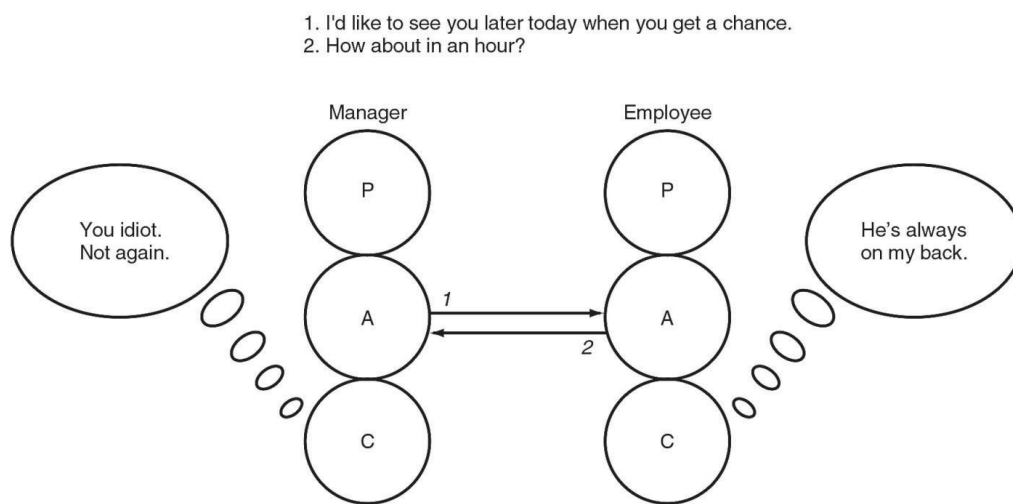 1. I'd like to see you later today when you get a chance.
2. How about in an hour?
Manager
Employee
P
P
You idiot.
Not again.
He’s always
on my back.
1
A
A
2
C
C